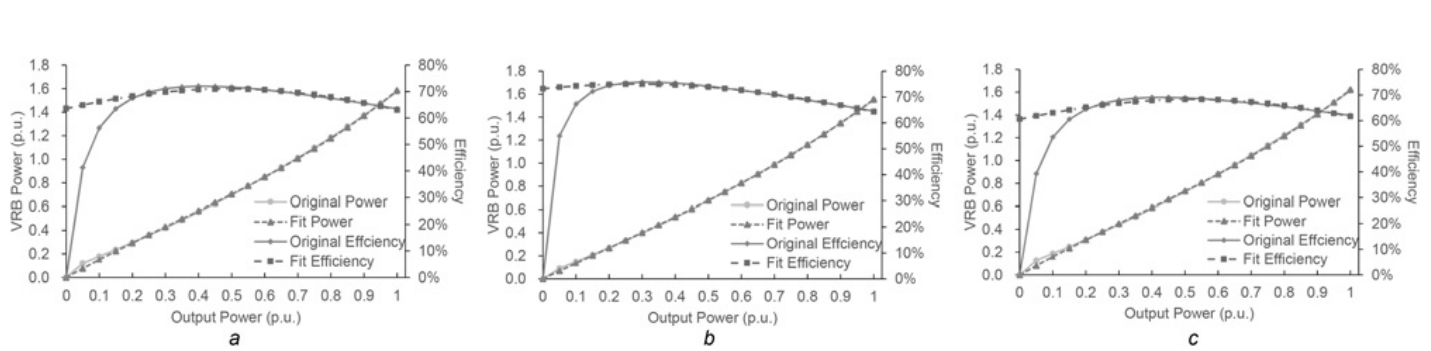 VRB Power (p.u.)
1.8
1.6
1.4
1.2
1.0
0.8
0.6
0.4
0.2
0.0
0 0.1 0.2 0.3 0.4 0.5 0.6 0.7 0.8 0.9 1
Output Power (p.u.)
80%
70%
60%
50%
40%
30%
20%
10%
0%
Efficiency
Original Power
Fit Power
Original Effciency
Fit Efficiency
a
VRB Power (p.u.)
1.8
1.6
1.4
1.2
1.0
0.8
0.6
0.4
0.2
0.0
0 0.1 0.2 0.3 0.4 0.5 0.6 0.7 0.8 0.9 1
Output Power (p.u.)
80%
70%
60%
50%
40%
30%
20%
10%
0%
Efficiency
Original Power
Fit Power
Original Effciency
Fit Efficiency
b
VRB Power (p.u.)
1.8
1.6
1.4
1.2
1.0
0.8
0.6
0.4
0.2
0.0
0 0.1 0.2 0.3 0.4 0.5 0.6 0.7 0.8 0.9 1
Output Power (p.u.)
80%
70%
60%
50%
40%
30%
20%
10%
0%
Efficiency
Original Power
Fit Power
Original Effciency
Fit Efficiency
c